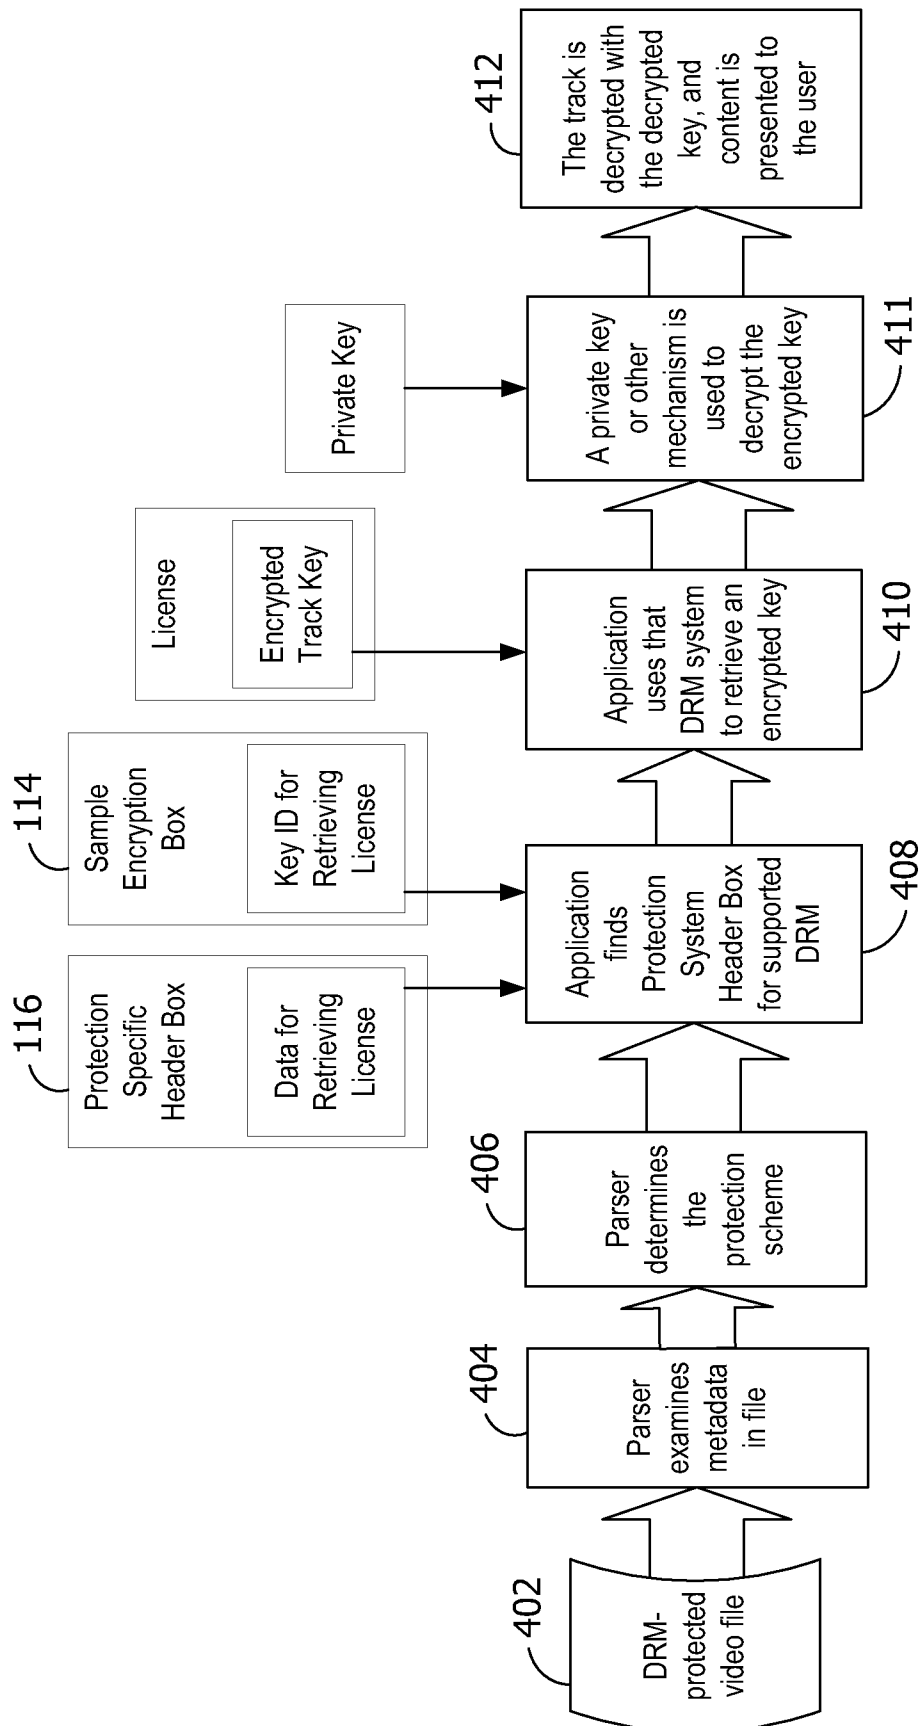 116
Protection
Specific
Header Box
Data for
Retrieving
License
114
Sample
Encryption
Box
Key ID for
Retrieving
License
License
Encrypted
Track Key
Private Key
402
DRM-
protected
video file
404
Parser
examines
metadata
in file
406
Parser
determines
the
protection
scheme
Application
finds
Protection
System
Header Box
for supported
DRM
408
Application
uses that
DRM system
to retrieve an
encrypted key
410
A private key
or other
mechanism is
used to
decrypt the
encrypted key
411
412
The track is
decrypted with
the decrypted
key, and
content is
presented to
the user